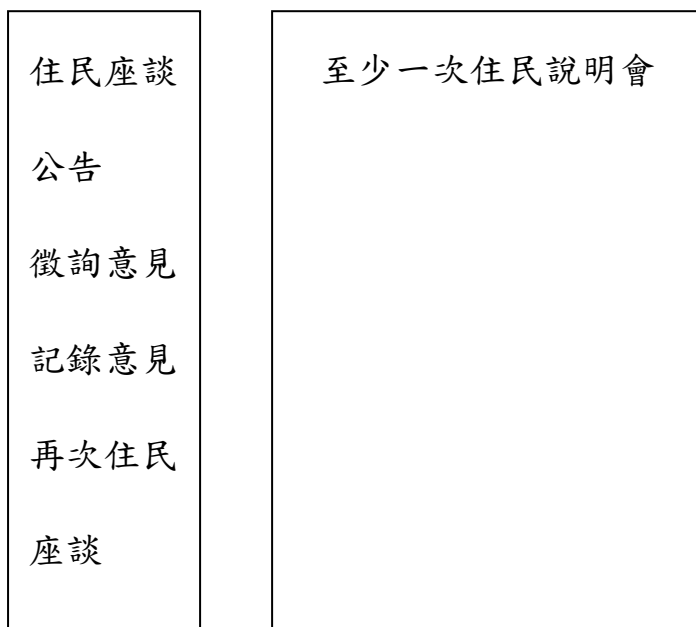 住民座談
公告
徵詢意見
記錄意見
再次住民
座談
至少一次住民說明會